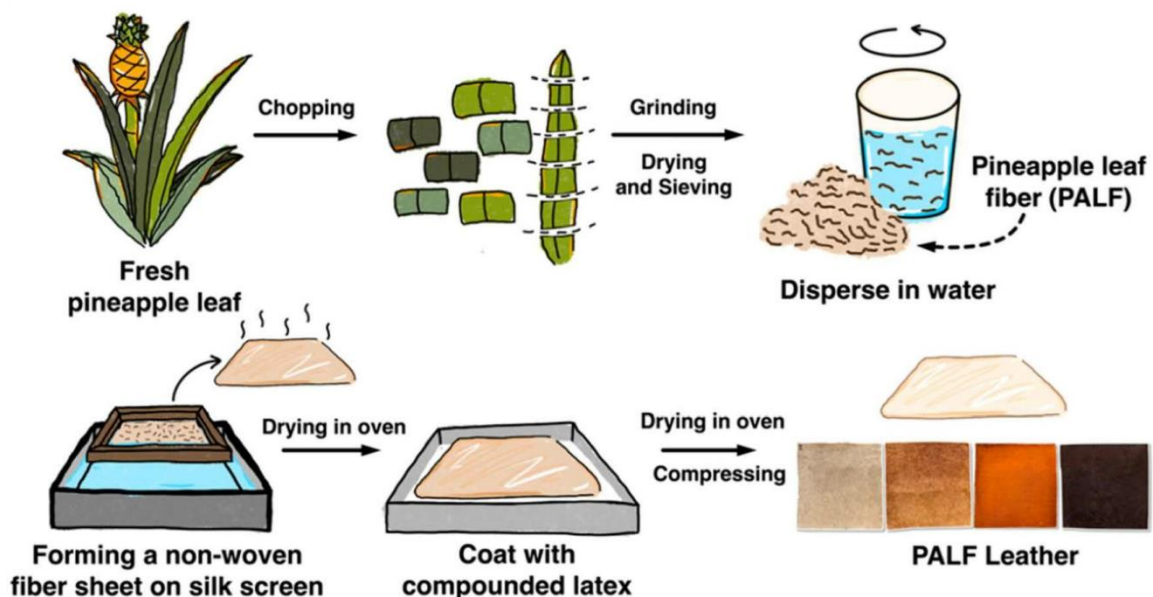 Fresh
pineapple leaf
Chopping
Grinding
Drying
and Sieving
Pineapple leaf
fiber (PALF)
Disperse in water
Forming a non-woven
fiber sheet on silk screen
Drying in oven
Coat with
compounded latex
Drying in oven
Compressing
PALF Leather